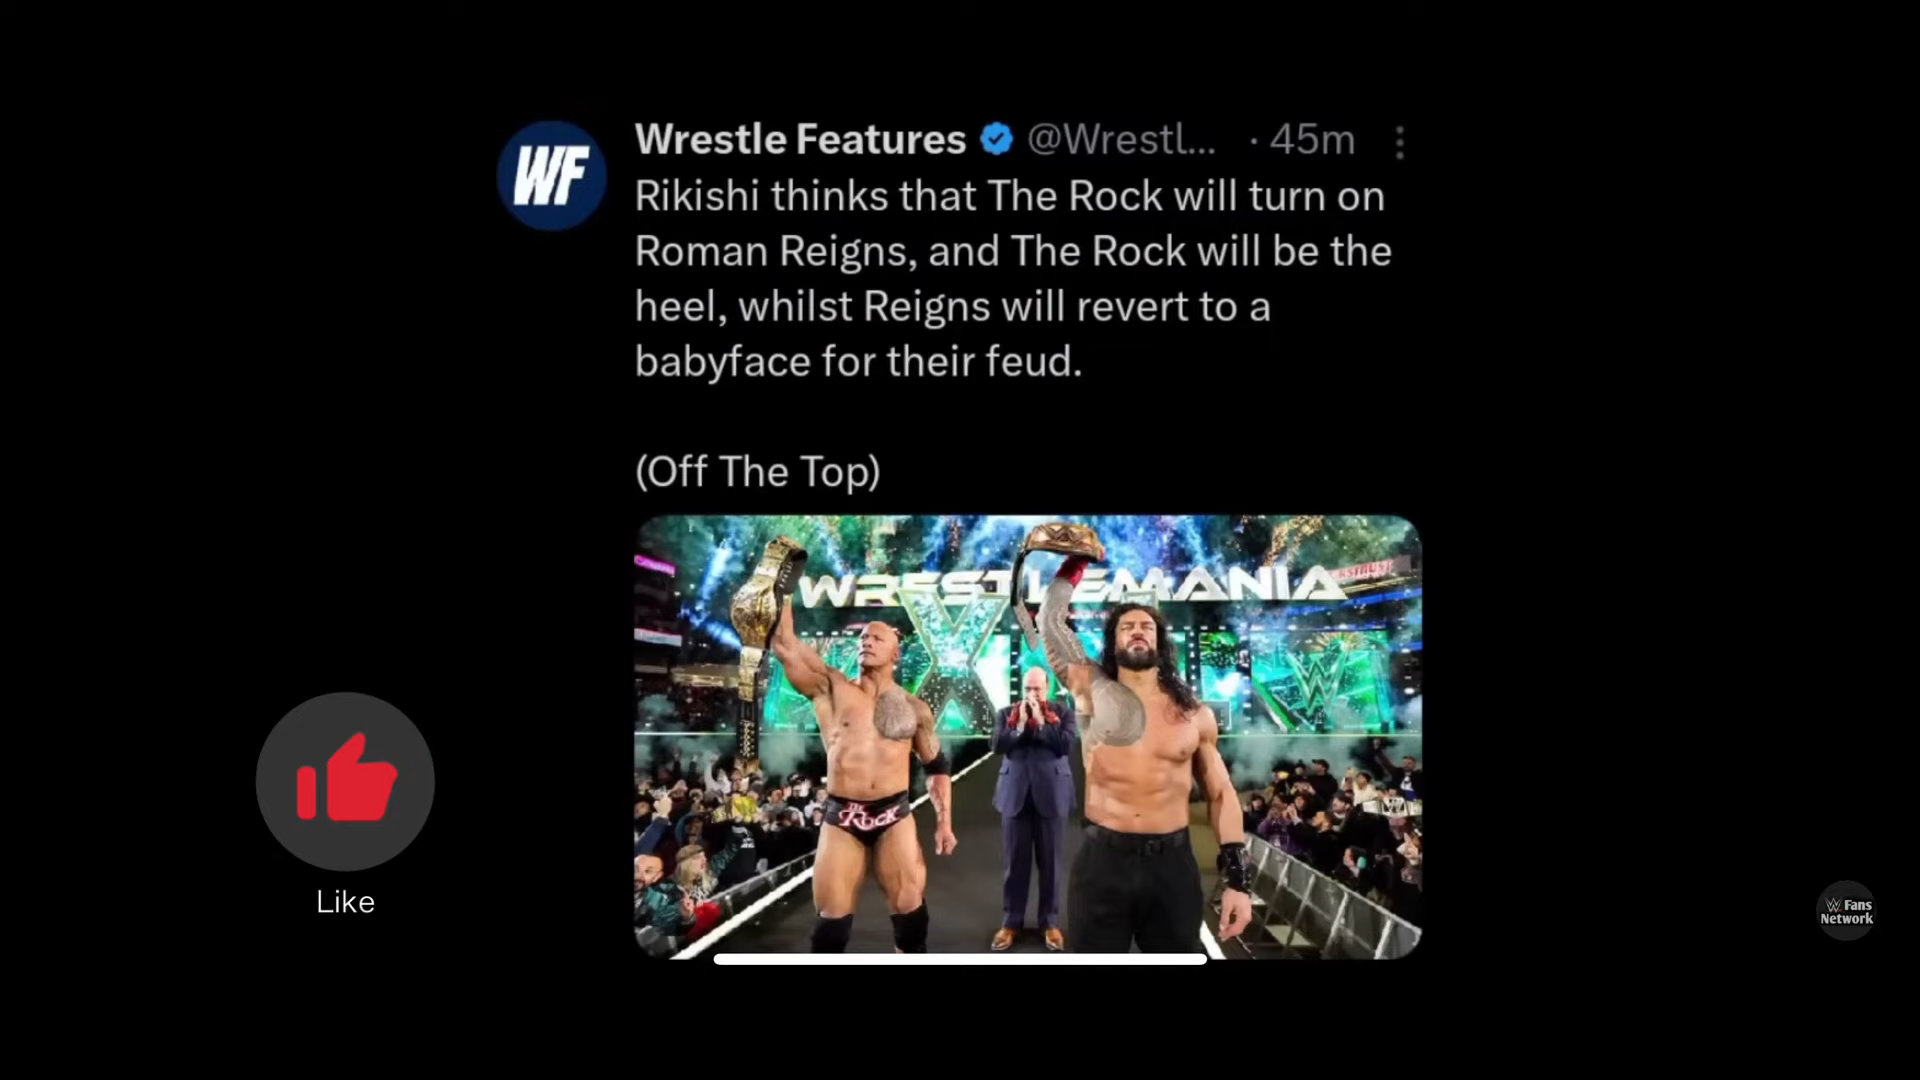 WF
Wrestle Features @Wrestl... · 45m
Rikishi thinks that The Rock will turn on
Roman Reigns, and The Rock will be the
heel, whilst Reigns will revert to a
babyface for their feud.
(Off The Top)
WRESTLEMANIA
THE
Rock
Like
W Fans
Network